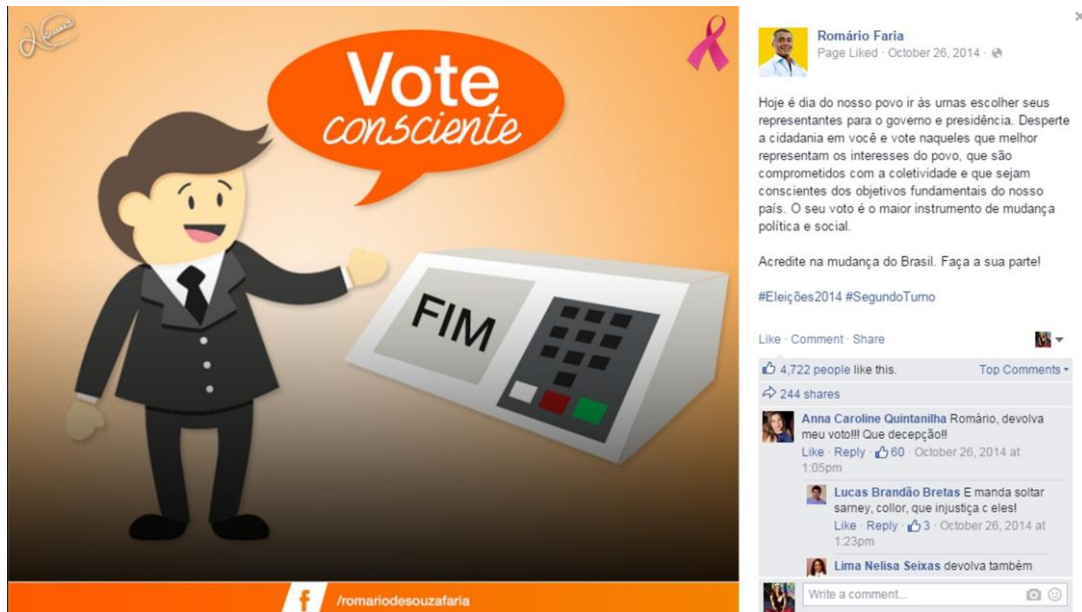 Vote
consciente
FIM
/romariodesouzafaria
Romário Faria
Page Liked · October 26, 2014 ·
Hoje é dia do nosso povo ir às urnas escolher seus
representantes para o governo e presidência. Desperte
a cidadania em você e vote naqueles que melhor
representam os interesses do povo, que são
comprometidos com a coletividade e que sejam
conscientes dos objetivos fundamentais do nosso
país. O seu voto é o maior instrumento de mudança
política e social.
Acredite na mudança do Brasil. Faça a sua parte!
#Eleições2014 #SegundoTurno
Like · Comment · Share
4,722 people like this.
Top Comments
244 shares
Anna Caroline Quintanilha Romário, devolva
meu voto!!! Que decepção!!
Like · Reply · 60 · October 26, 2014 at
1:05pm
Lucas Brandão Bretas E manda soltar
sarney, collor, que injustiça c eles!
Like · Reply · 3 · October 26, 2014 at
1:23pm
Lima Nelisa Seixas devolva também
Write a comment...